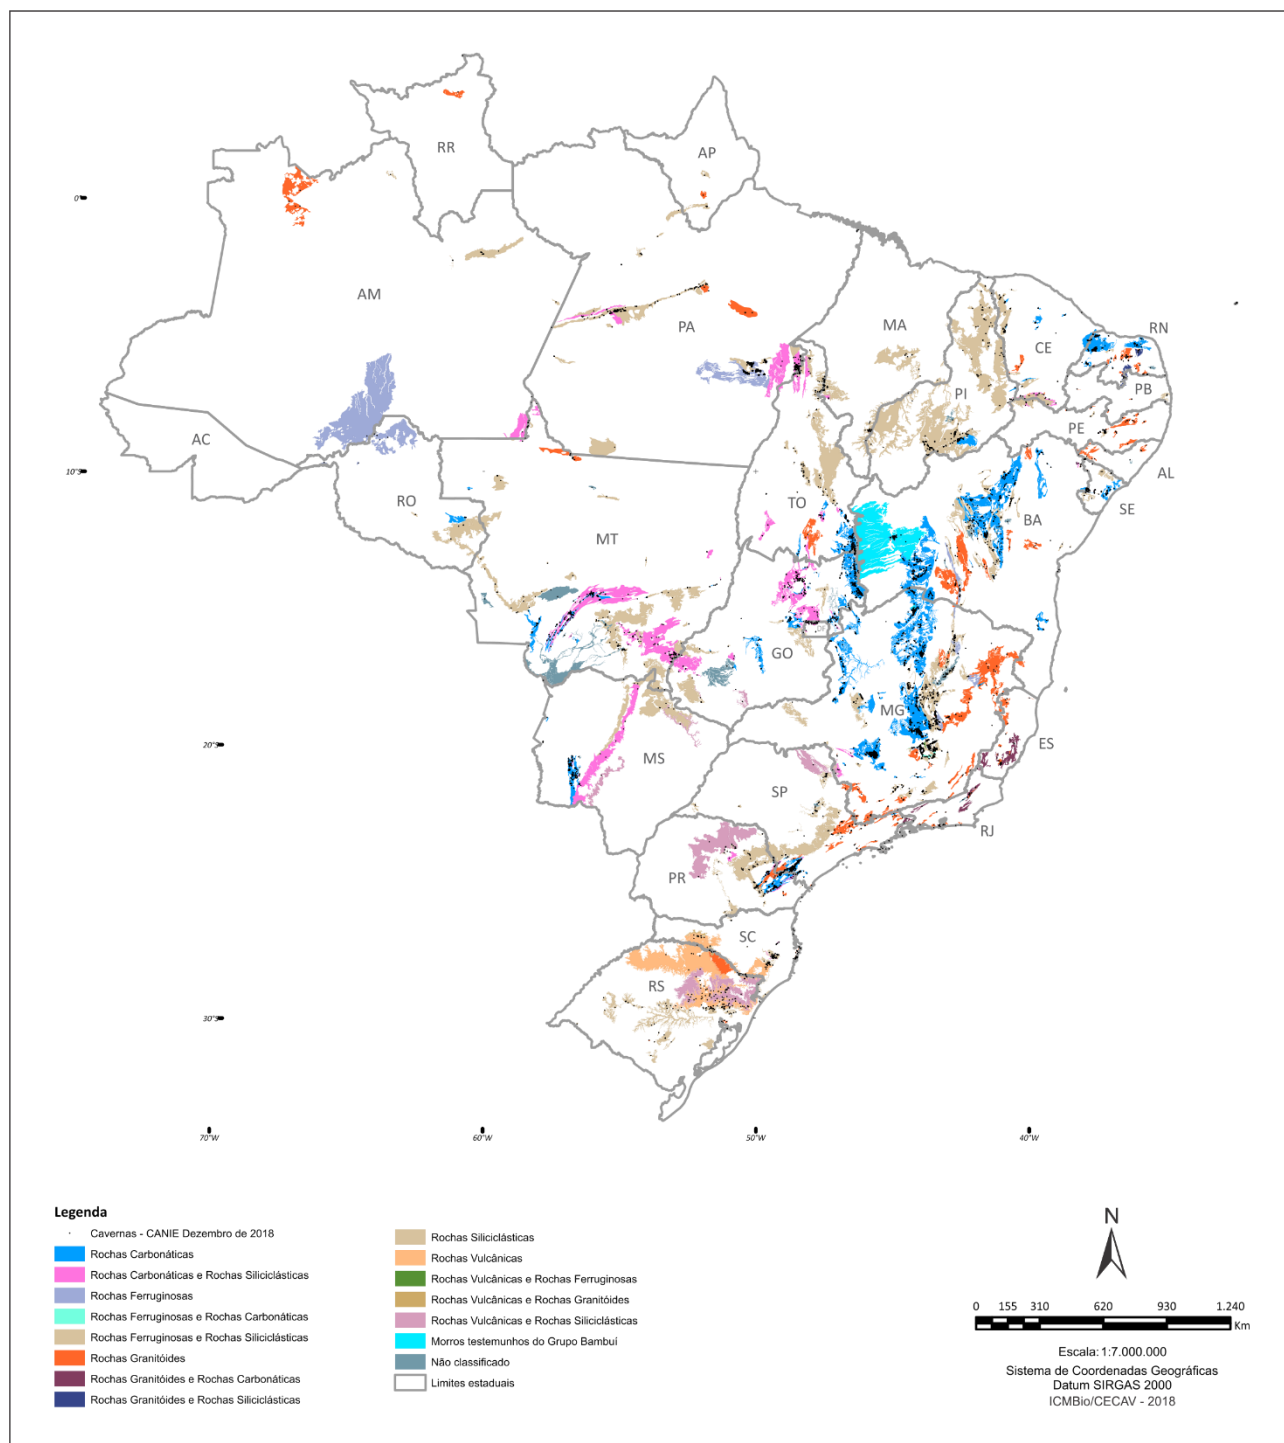 RR
AP
0°
AM
PA
MA
CE
RN
PB
PI
PE
AC
AL
10°S
RO
TO
BA
SE
MT
GO
DF
MG
ES
20°S
MS
SP
RJ
PR
SC
RS
30°S
70°W
60°W
50°W
40°W
Legenda
Cavernas - CANIE Dezembro de 2018
Rochas Carbonáticas
Rochas Carbonáticas e Rochas Siliciclásticas
Rochas Ferruginosas
Rochas Ferruginosas e Rochas Carbonáticas
Rochas Ferruginosas e Rochas Siliciclásticas
Rochas Granitóides
Rochas Granitóides e Rochas Carbonáticas
Rochas Granitóides e Rochas Siliciclásticas
Rochas Siliciclásticas
Rochas Vulcânicas
Rochas Vulcânicas e Rochas Ferruginosas
Rochas Vulcânicas e Rochas Granitóides
Rochas Vulcânicas e Rochas Siliciclásticas
Morros testemunhos do Grupo Bambuí
Não classificado
Limites estaduais
N
0 155 310 620 930 1.240
Km
Escala: 1:7.000.000
Sistema de Coordenadas Geográficas
Datum SIRGAS 2000
ICMBio/CECAV - 2018